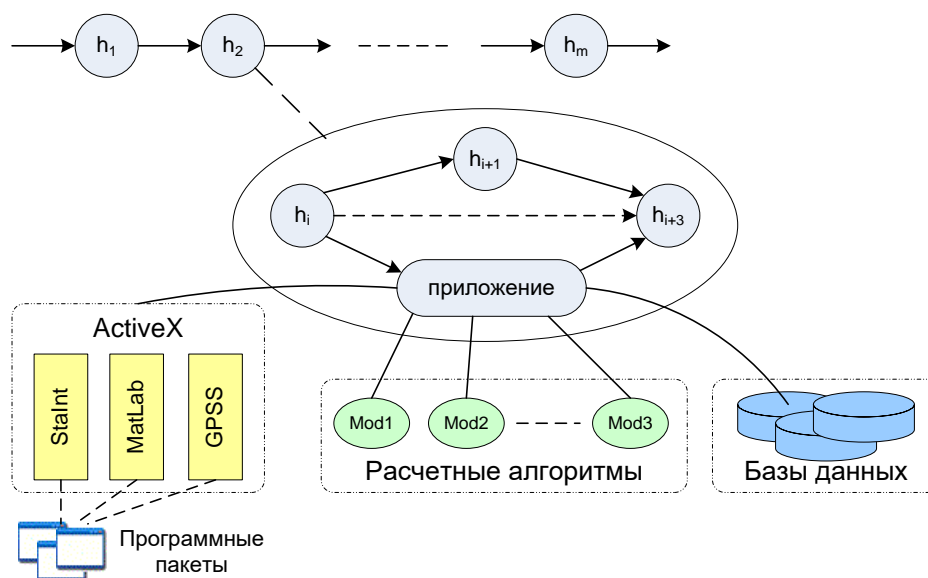 h1
h2
hm
hi+1
hi
hi+3
приложение
ActiveX
StaInt
MatLab
GPSS
Mod1
Mod2
Mod3
Расчетные алгоритмы
Базы данных
Программные
пакеты